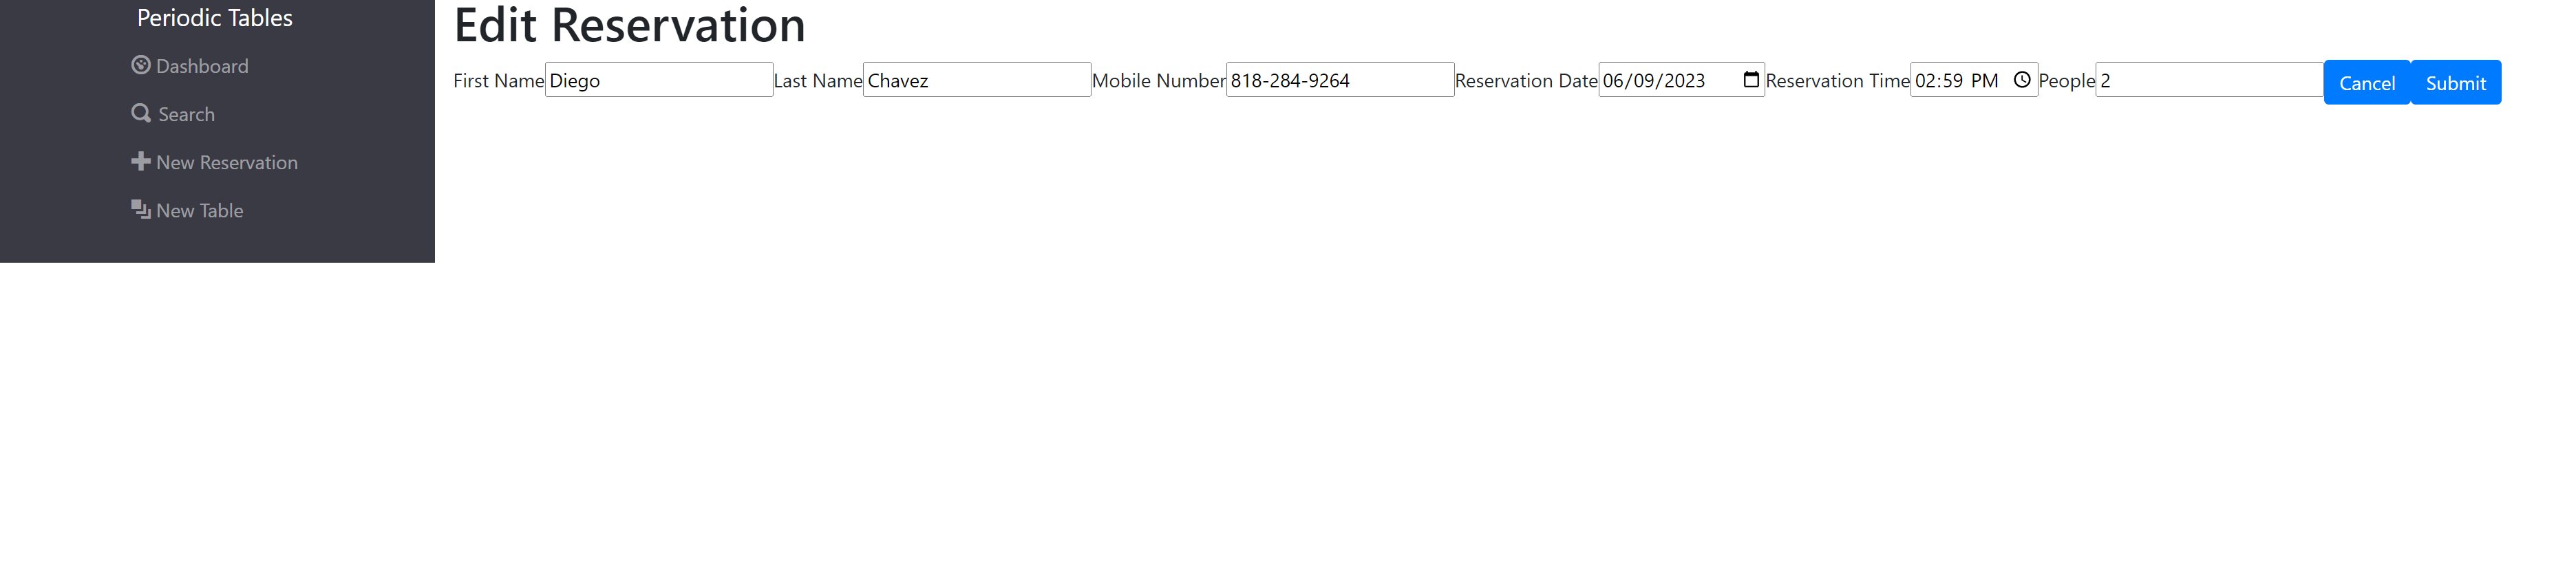 Periodic Tables
Dashboard
Search
New Reservation
New Table
Edit Reservation
First Name Diego Last Name Chavez Mobile Number 818-284-9264 Reservation Date 06/09/2023 Reservation Time 02:59 PM People 2 Cancel Submit